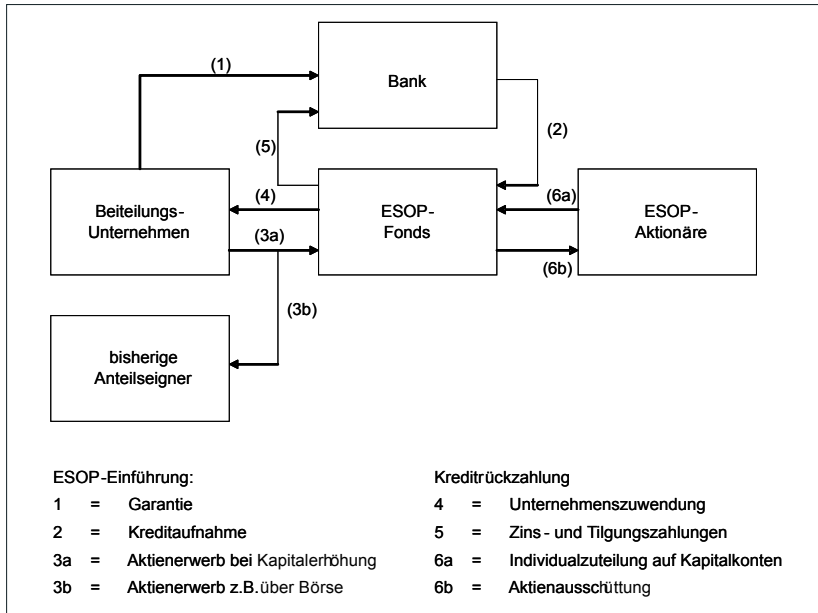 (1)
Bank
(2)
(5)
Beiteilungs-
Unternehmen
(4)
(3a)
ESOP-
Fonds
(6a)
(6b)
ESOP-
Aktionäre
(3b)
bisherige
Anteilseigner
ESOP-Einführung:
1 = Garantie
2 = Kreditaufnahme
3a = Aktienerwerb bei Kapitalerhöhung
3b = Aktienerwerb z.B. über Börse
Kreditrückzahlung
4 = Unternehmenszuwendung
5 = Zins- und Tilgungszahlungen
6a = Individualzuteilung auf Kapitalkonten
6b = Aktienausschüttung